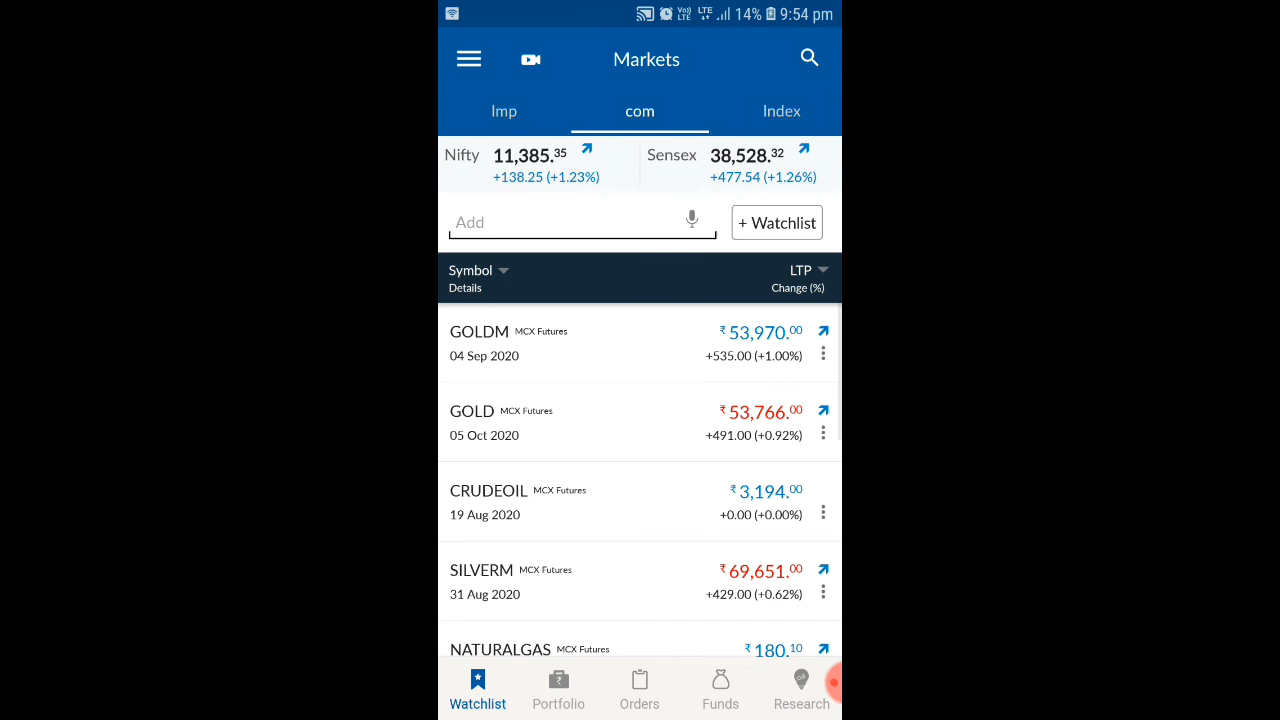 Vo)) LTE LTE 14% 9:54 pm
Markets
Imp com Index
Nifty 11,385.35 Sensex 38,528.32
+138.25 (+1.23%) +477.54 (+1.26%)
Add + Watchlist
Symbol LTP
Details Change (%)
GOLDM MCX Futures ₹ 53,970.00
04 Sep 2020 +535.00 (+1.00%)
GOLD MCX Futures ₹ 53,766.00
05 Oct 2020 +491.00 (+0.92%)
CRUDEOIL MCX Futures ₹ 3,194.00
19 Aug 2020 +0.00 (+0.00%)
SILVERM MCX Futures ₹ 69,651.00
31 Aug 2020 +429.00 (+0.62%)
NATURALGAS MCX Futures ₹ 180.10
Watchlist Portfolio Orders Funds Research